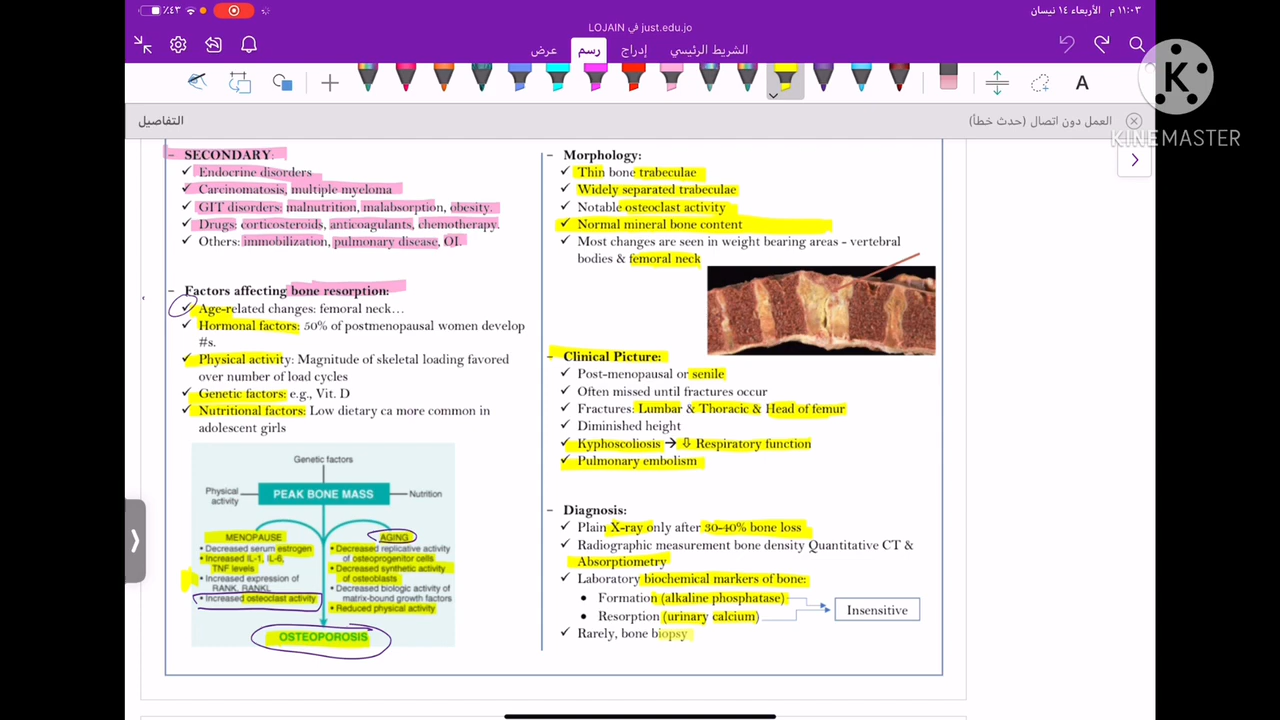 ٪٤٣
١١:٠٣ م الأربعاء ١٤ نيسان
LOJAIN في just.edu.jo
الشريط الرئيسي
إدراج
رسم
عرض
A
K
KINEMASTER
العمل دون اتصال (حدث خطأ)
التفاصيل
- SECONDARY:
✓ Endocrine disorders
✓ Carcinomatosis, multiple myeloma
✓ GIT disorders: malnutrition, malabsorption, obesity.
✓ Drugs: corticosteroids, anticoagulants, chemotherapy.
✓ Others: immobilization, pulmonary disease, OI.
- Factors affecting bone resorption:
✓ Age-related changes: femoral neck…
✓ Hormonal factors: 50% of postmenopausal women develop
#s.
✓ Physical activity: Magnitude of skeletal loading favored
over number of load cycles
✓ Genetic factors: e.g., Vit. D
✓ Nutritional factors: Low dietary ca more common in
adolescent girls
Genetic factors
Physical
activity
PEAK BONE MASS
Nutrition
MENOPAUSE
• Decreased serum estrogen
• Increased IL-1, IL-6,
TNF levels
• Increased expression of
RANK, RANKL
• Increased osteoclast activity
AGING
• Decreased replicative activity
of osteoprogenitor cells
• Decreased synthetic activity
of osteoblasts
• Decreased biologic activity of
matrix-bound growth factors
• Reduced physical activity
OSTEOPOROSIS
- Morphology:
✓ Thin bone trabeculae
✓ Widely separated trabeculae
✓ Notable osteoclast activity
✓ Normal mineral bone content
✓ Most changes are seen in weight bearing areas - vertebral
bodies & femoral neck
- Clinical Picture:
✓ Post-menopausal or senile
✓ Often missed until fractures occur
✓ Fractures: Lumbar & Thoracic & Head of femur
✓ Diminished height
✓ Kyphoscoliosis → ⇩ Respiratory function
✓ Pulmonary embolism
- Diagnosis:
✓ Plain X-ray only after 30-40% bone loss
✓ Radiographic measurement bone density Quantitative CT &
Absorptiometry
✓ Laboratory biochemical markers of bone:
• Formation (alkaline phosphatase)
• Resorption (urinary calcium)
Insensitive
✓ Rarely, bone biopsy